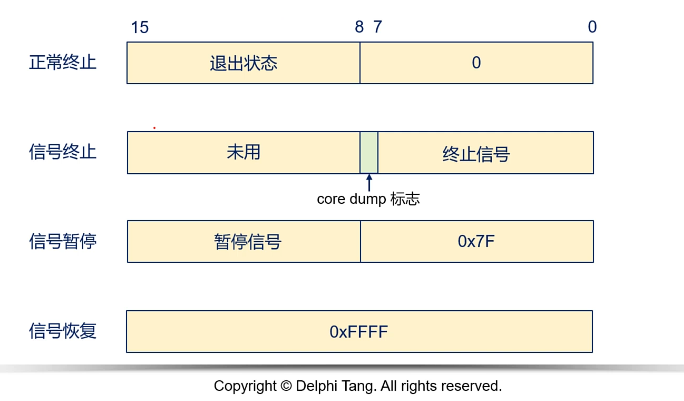 15 8 7 0
正常终止 退出状态 0
信号终止 未用 终止信号
core dump 标志
信号暂停 暂停信号 0x7F
信号恢复 0xFFFF
Copyright © Delphi Tang. All rights reserved.